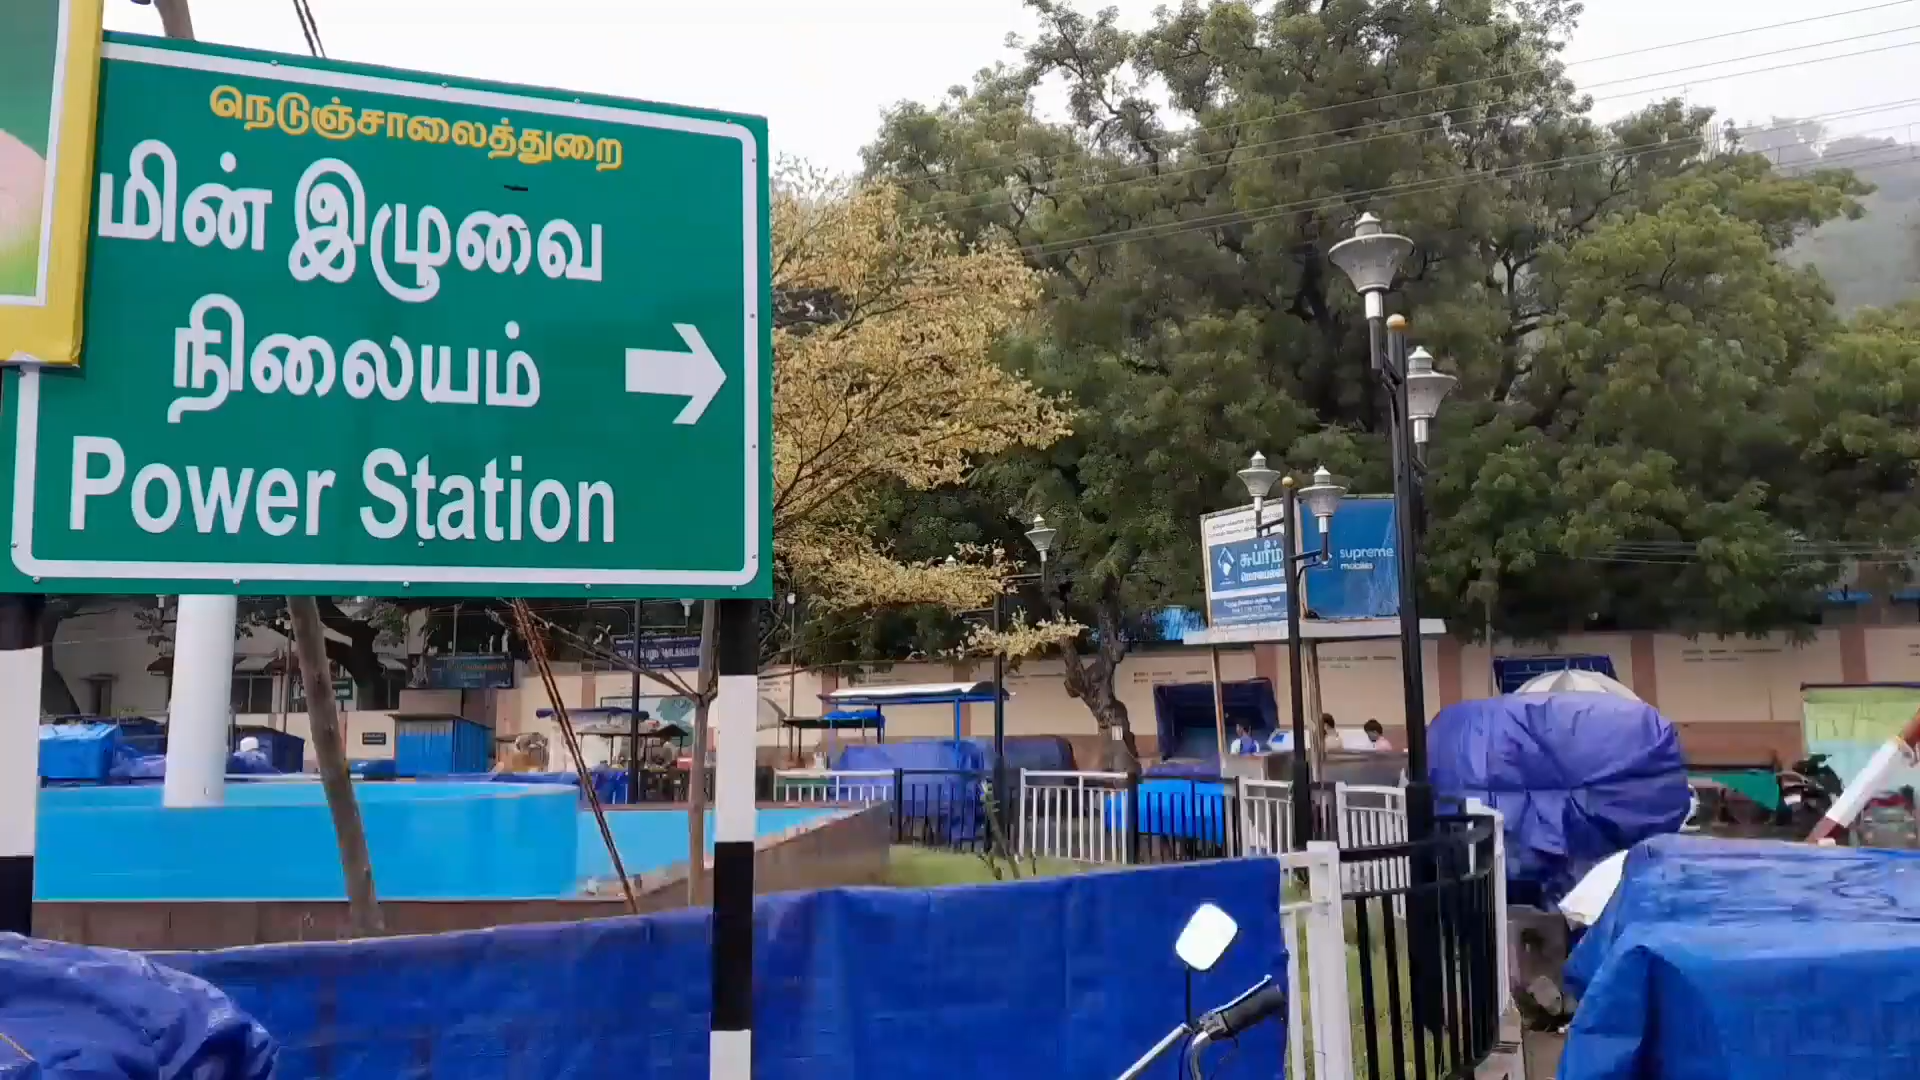 நெடுஞ்சாலைத்துறை
மின் இழுவை
நிலையம்
Power Station
சுப்ரீம்
மொபைல்ஸ்
supreme
mobiles